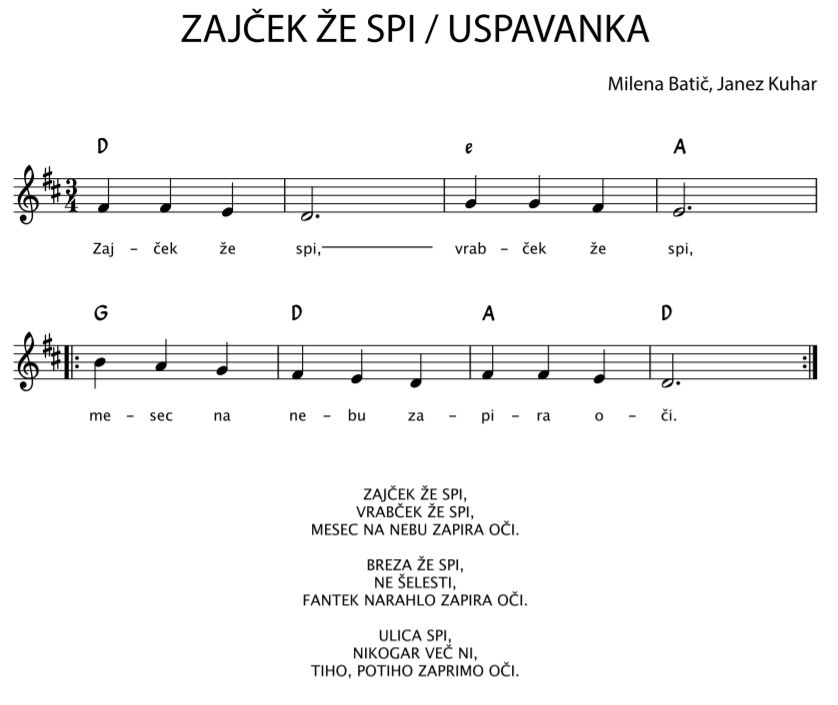 ZAJČEK ŽE SPI / USPAVANKA
Milena Batič, Janez Kuhar
D e A
3
4
Zaj – ček že spi, vrab – ček že spi,
G D A D
me – sec na ne – bu za – pi – ra o – či.
ZAJČEK ŽE SPI,
VRABČEK ŽE SPI,
MESEC NA NEBU ZAPIRA OČI.
BREZA ŽE SPI,
NE ŠELESTI,
FANTEK NARAHLO ZAPIRA OČI.
ULICA SPI,
NIKOGAR VEČ NI,
TIHO, POTIHO ZAPRIMO OČI.